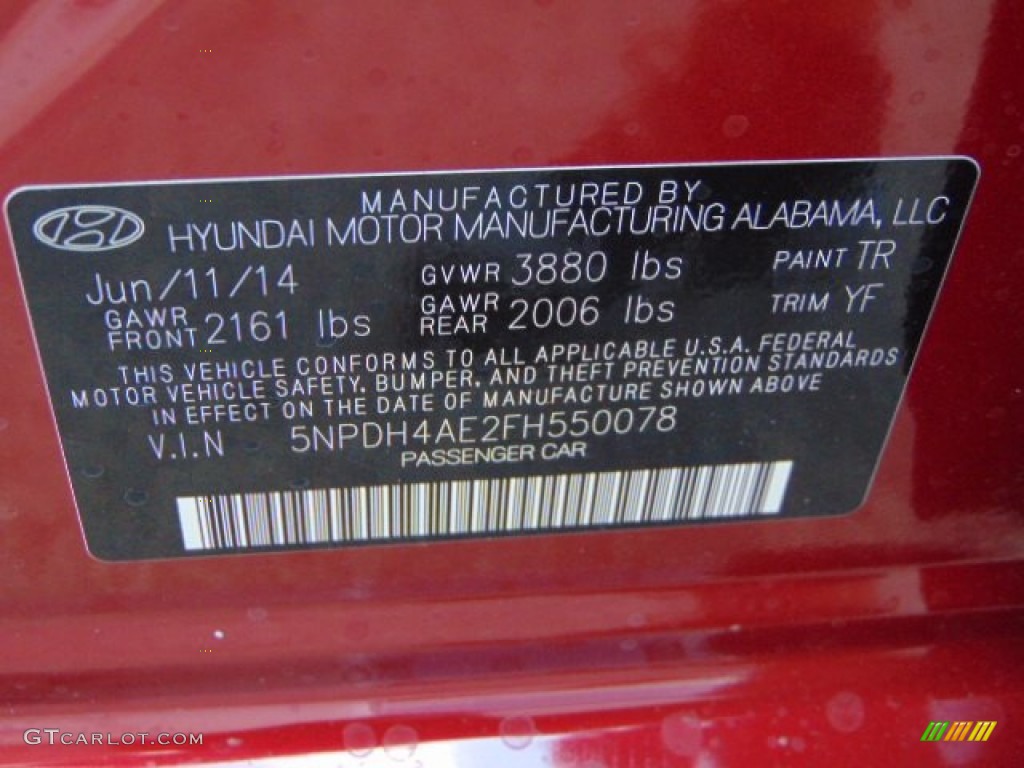 MANUFACTURED BY
HYUNDAI MOTOR MANUFACTURING ALABAMA, LLC
Jun/11/14 GVWR 3880 lbs PAINT TR
GAWR FRONT 2161 lbs GAWR REAR 2006 lbs TRIM YF
THIS VEHICLE CONFORMS TO ALL APPLICABLE U.S.A. FEDERAL
MOTOR VEHICLE SAFETY, BUMPER, AND THEFT PREVENTION STANDARDS
IN EFFECT ON THE DATE OF MANUFACTURE SHOWN ABOVE
V.I.N 5NPDH4AE2FH550078
PASSENGER CAR
GTCARLOT.COM